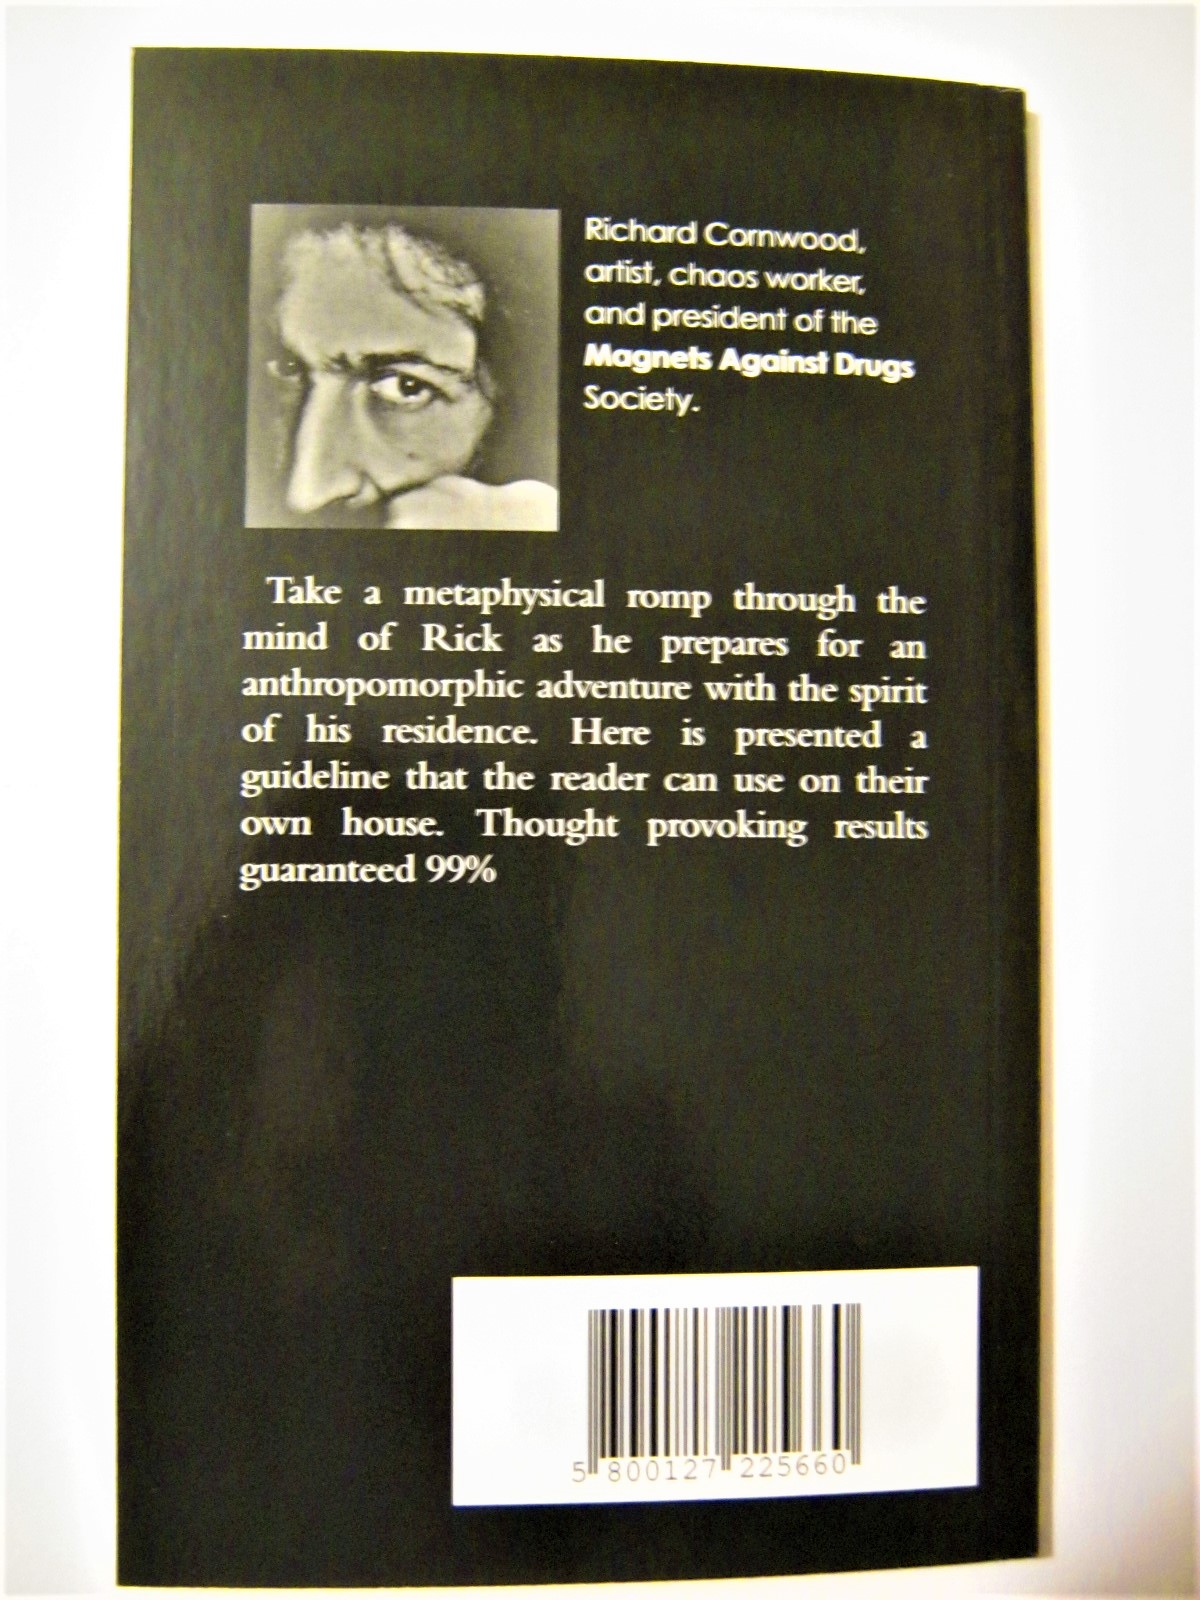 Richard Cornwood,
artist, chaos worker,
and president of the
Magnets Against Drugs
Society.
Take a metaphysical romp through the
mind of Rick as he prepares for an
anthropomorphic adventure with the spirit
of his residence. Here is presented a
guideline that the reader can use on their
own house. Thought provoking results
guaranteed 99%
5 800127 225660